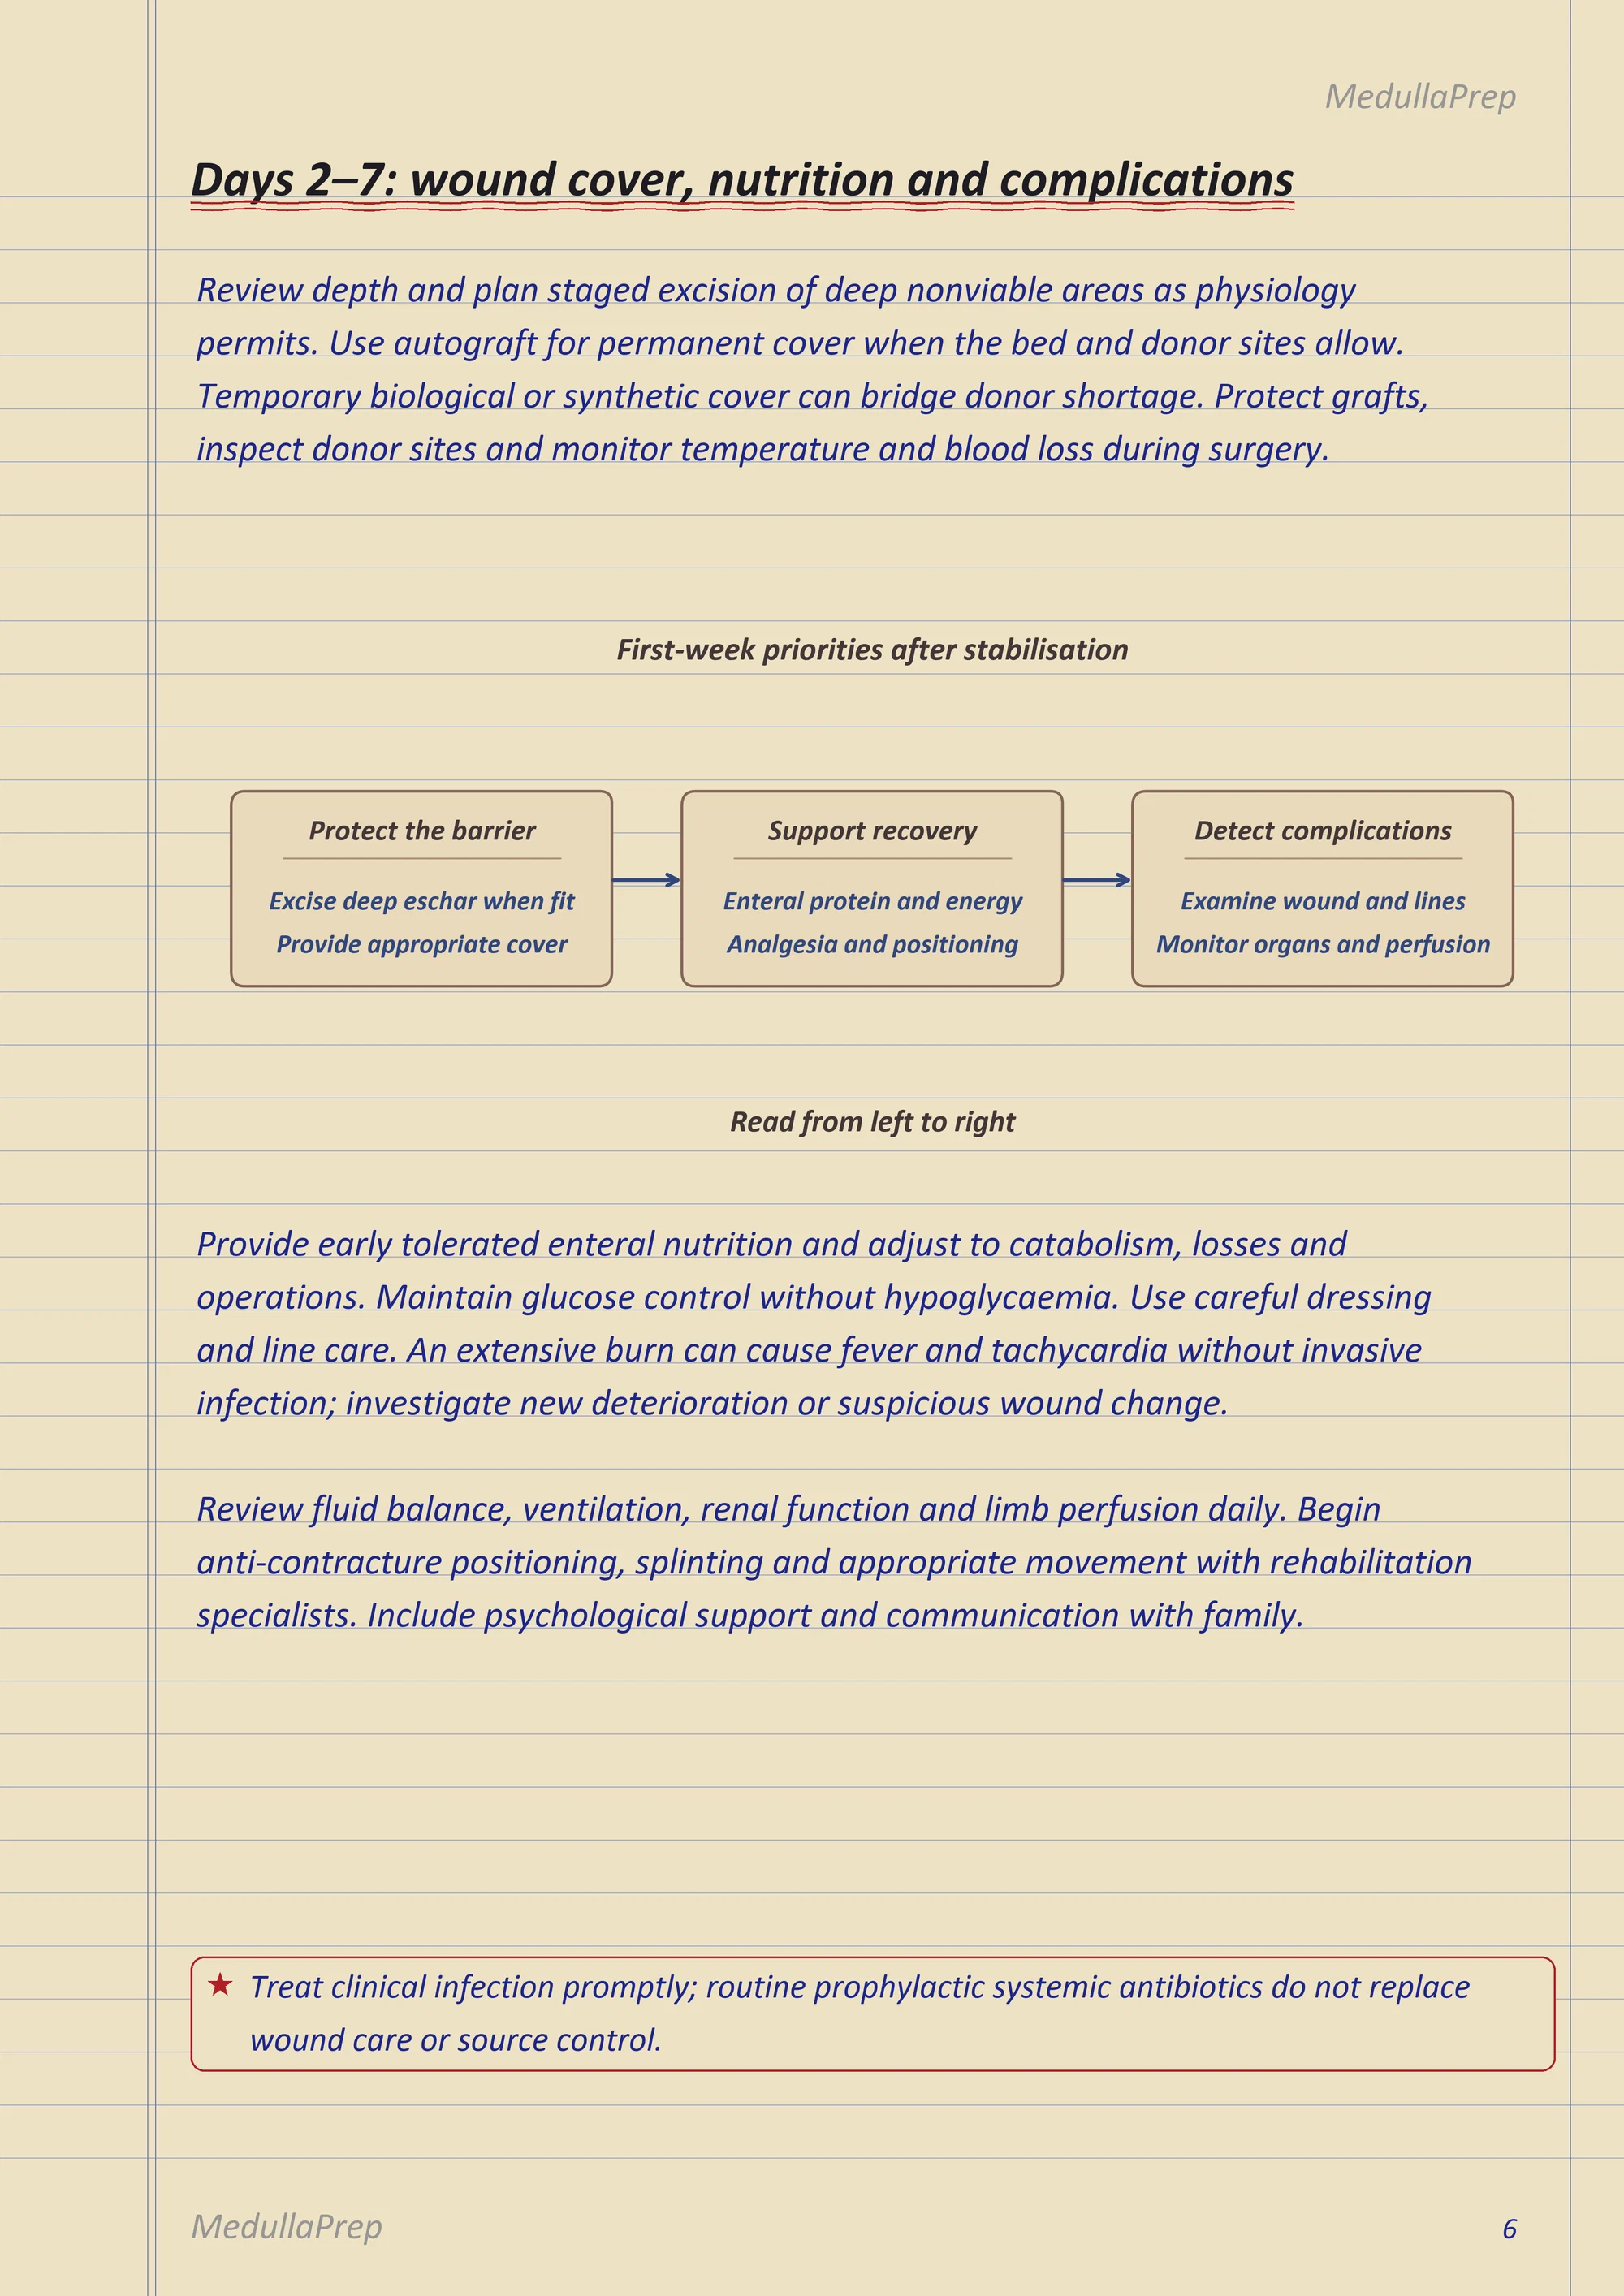 MedullaPrep
Days 2–7: wound cover, nutrition and complications
Review depth and plan staged excision of deep nonviable areas as physiology
permits. Use autograft for permanent cover when the bed and donor sites allow.
Temporary biological or synthetic cover can bridge donor shortage. Protect grafts,
inspect donor sites and monitor temperature and blood loss during surgery.
First-week priorities after stabilisation
Protect the barrier
Excise deep eschar when fit
Provide appropriate cover
Support recovery
Enteral protein and energy
Analgesia and positioning
Detect complications
Examine wound and lines
Monitor organs and perfusion
Read from left to right
Provide early tolerated enteral nutrition and adjust to catabolism, losses and
operations. Maintain glucose control without hypoglycaemia. Use careful dressing
and line care. An extensive burn can cause fever and tachycardia without invasive
infection; investigate new deterioration or suspicious wound change.
Review fluid balance, ventilation, renal function and limb perfusion daily. Begin
anti-contracture positioning, splinting and appropriate movement with rehabilitation
specialists. Include psychological support and communication with family.
★ Treat clinical infection promptly; routine prophylactic systemic antibiotics do not replace
wound care or source control.
MedullaPrep
6